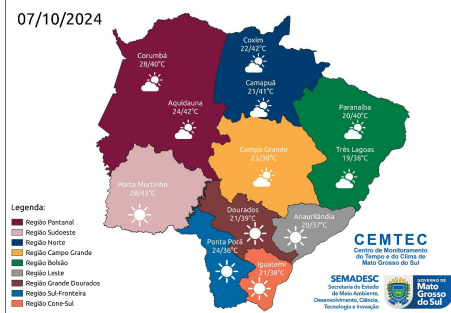 07/10/2024
Coxim
22/42°C
Corumbá
28/40°C
Camapuã
21/41°C
Aquidauna
24/42°C
Paranaíba
20/40°C
Campo Grande
23/38°C
Três Lagoas
19/38°C
Porto Murtinho
28/43°C
Dourados
21/39°C
Anaurilândia
20/37°C
Ponta Porã
24/36°C
Iguatemi
21/38°C
Legenda:
Região Pantanal
Região Sudoeste
Região Norte
Região Campo Grande
Região Bolsão
Região Leste
Região Grande Dourados
Região Sul-Fronteira
Região Cone-Sul
CEMTEC
Centro de Monitoramento
do Tempo e do Clima de
Mato Grosso do Sul
SEMADESC
Secretaria de Estado
de Meio Ambiente,
Desenvolvimento, Ciência,
Tecnologia e Inovação
GOVERNO DE
Mato
Grosso
do Sul